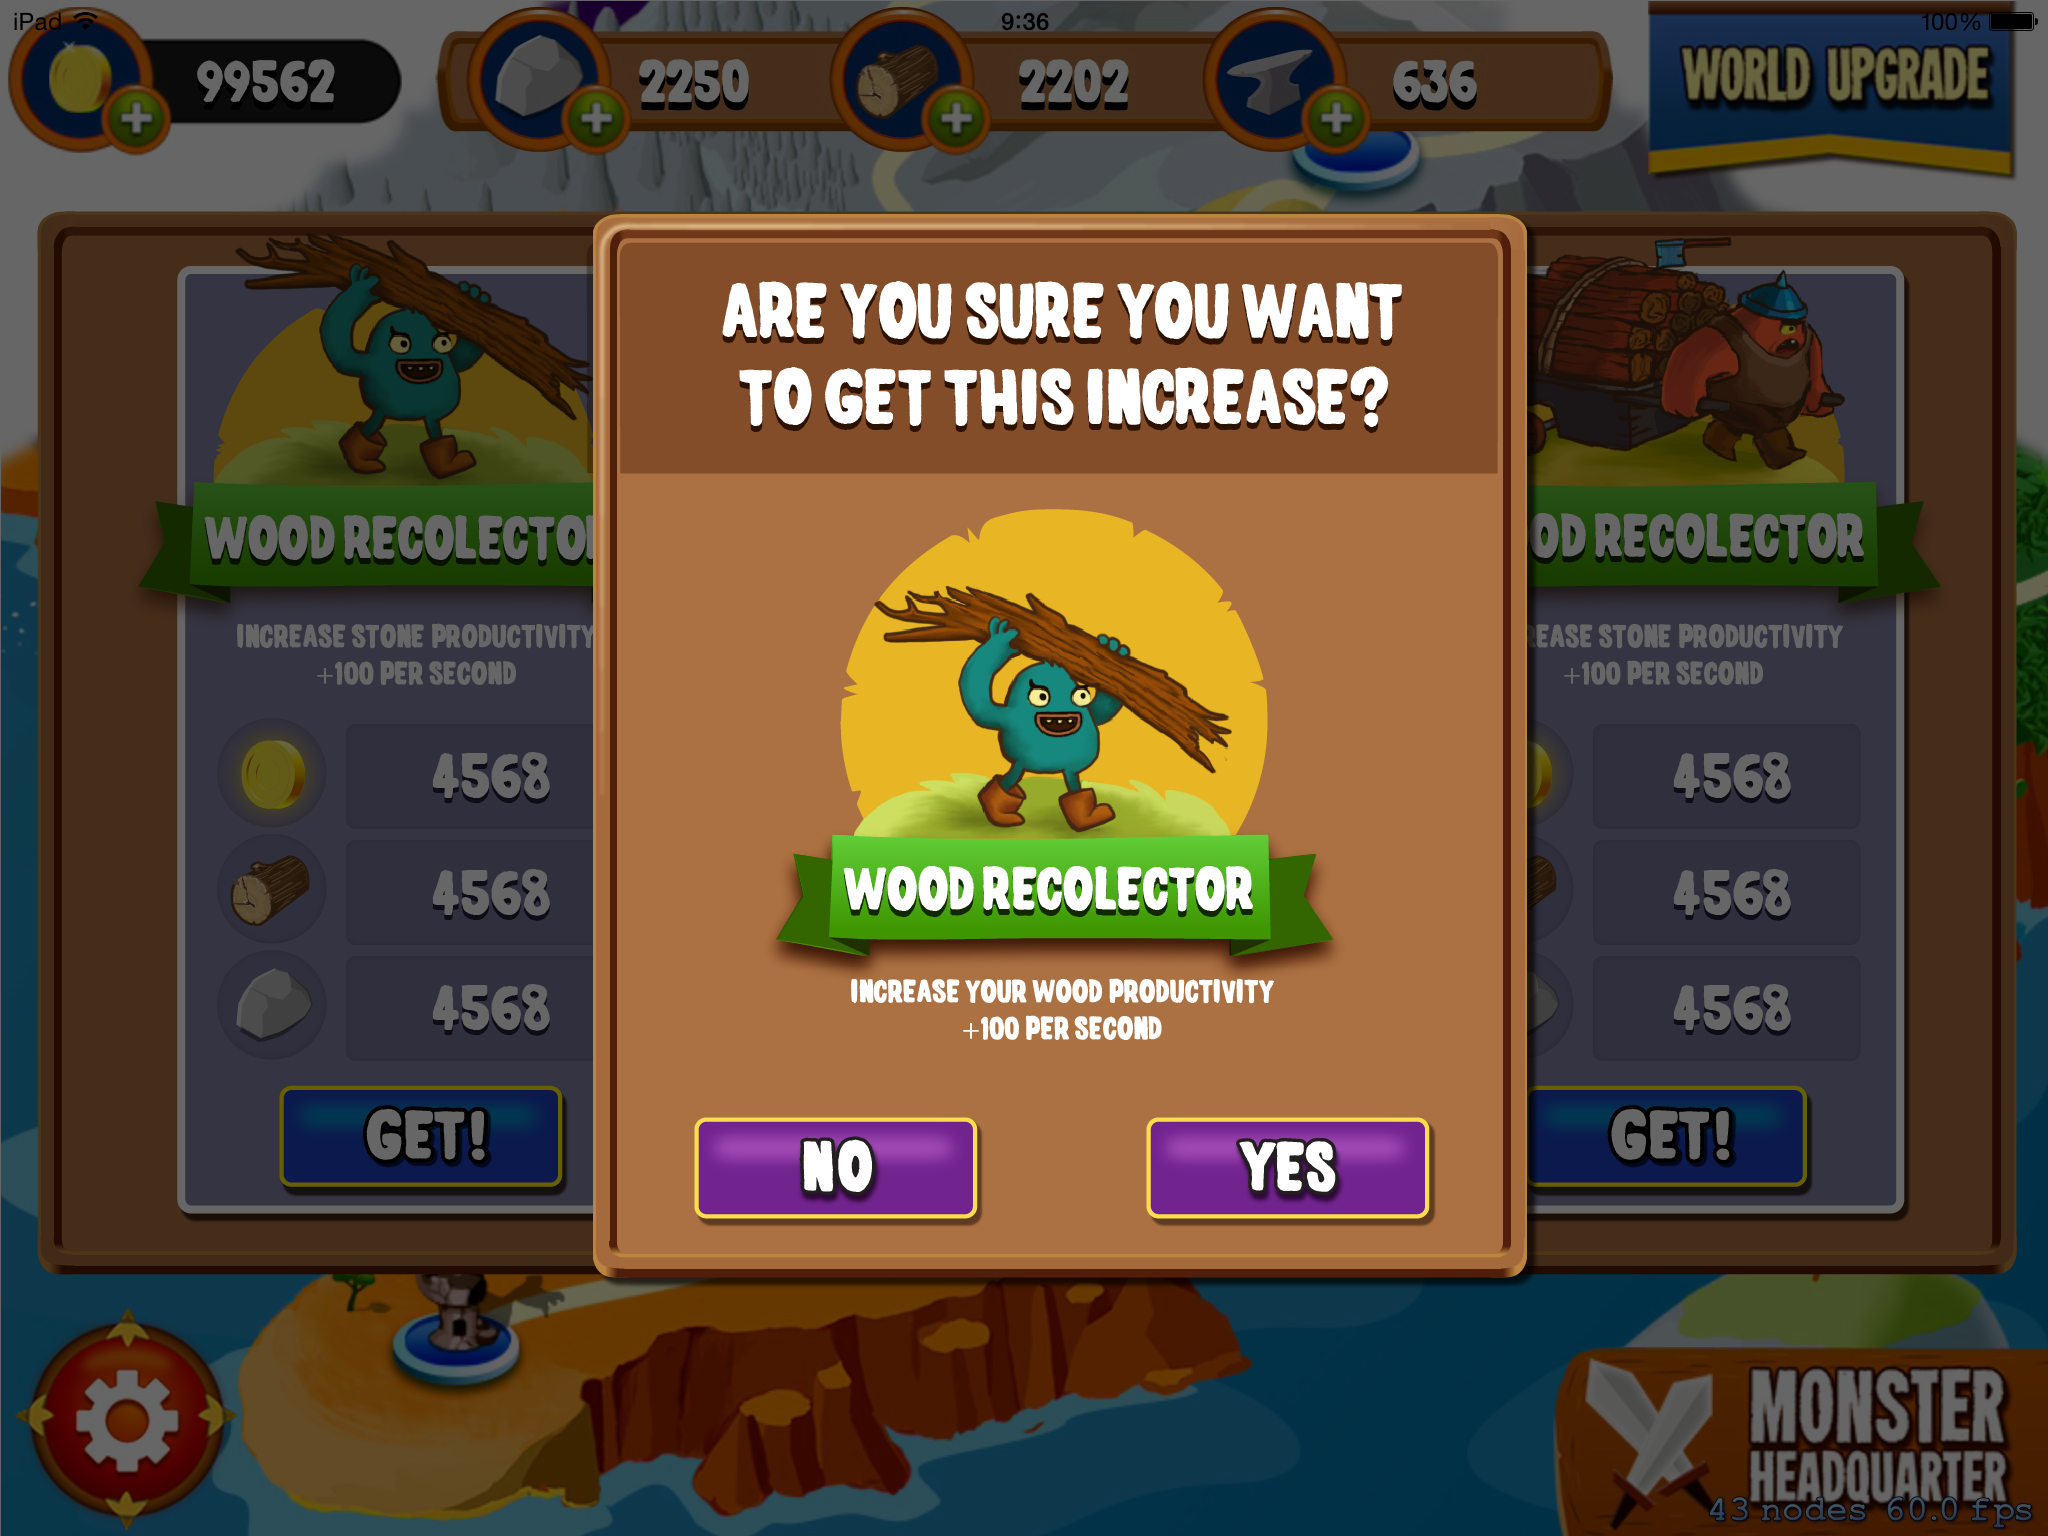 iPad 9:36 100%
99562 2250 2202 636 WORLD UPGRADE
ARE YOU SURE YOU WANT
TO GET THIS INCREASE?
WOOD RECOLECTOR
INCREASE STONE PRODUCTIVITY
+100 PER SECOND
4568
4568
4568
GET!
WOOD RECOLECTOR
INCREASE YOUR WOOD PRODUCTIVITY
+100 PER SECOND
NO YES
OD RECOLECTOR
REASE STONE PRODUCTIVITY
+100 PER SECOND
4568
4568
4568
GET!
MONSTER
HEADQUARTER
43 nodes 60.0 fps